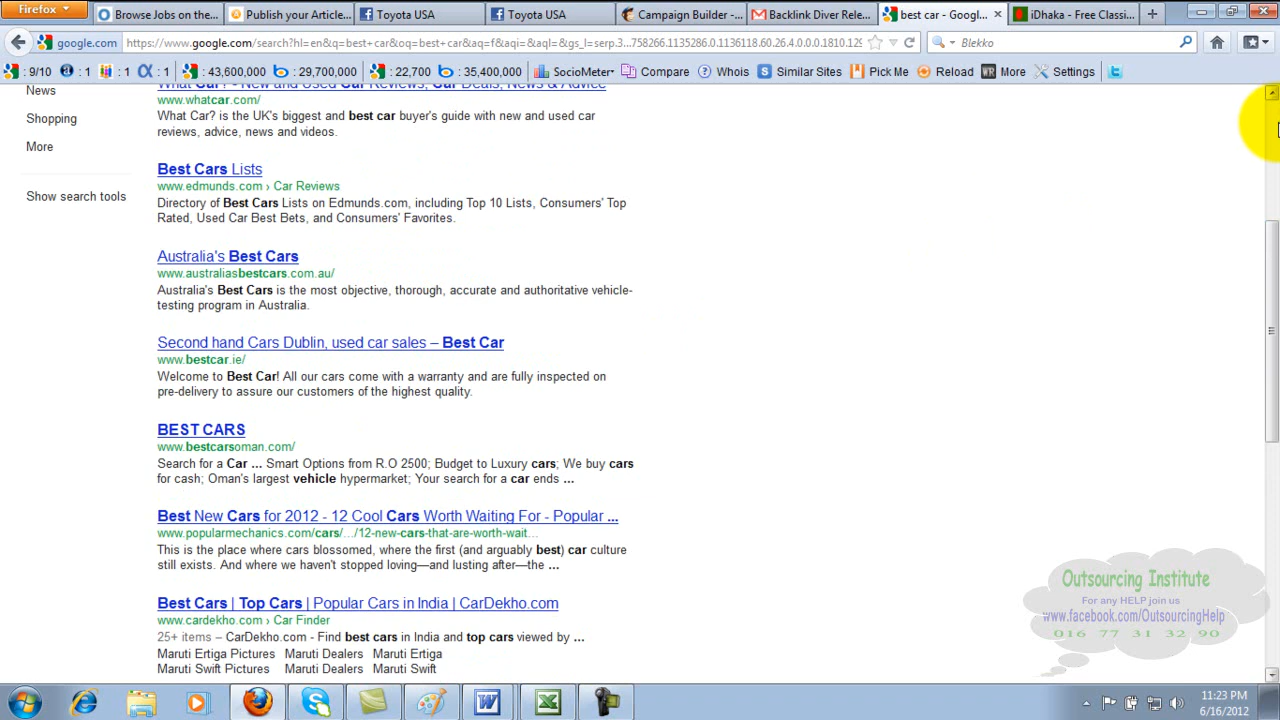 Firefox
Browse Jobs on the...
Publish your Article...
Toyota USA
Toyota USA
Campaign Builder -...
Backlink Diver Rele...
best car - Googl...
iDhaka - Free Classi...
google.com
https://www.google.com/search?hl=en&q=best+car&oq=best+car&aq=f&aqi=&aql=&gs_l=serp.3...758266.1135286.0.1136118.60.26.4.0.0.0.1810.129
Blekko
: 9/10
: 1
: 1
: 1
: 43,600,000
: 29,700,000
: 22,700
: 35,400,000
SocioMeter
Compare
Whois
Similar Sites
Pick Me
Reload
More
Settings
News
Shopping
More
Show search tools
What Car? - New and Used Car Reviews, Car Deals, News & Advice
www.whatcar.com/
What Car? is the UK's biggest and best car buyer's guide with new and used car
reviews, advice, news and videos.
Best Cars Lists
www.edmunds.com › Car Reviews
Directory of Best Cars Lists on Edmunds.com, including Top 10 Lists, Consumers' Top
Rated, Used Car Best Bets, and Consumers' Favorites.
Australia's Best Cars
www.australiasbestcars.com.au/
Australia's Best Cars is the most objective, thorough, accurate and authoritative vehicle-
testing program in Australia.
Second hand Cars Dublin, used car sales – Best Car
www.bestcar.ie/
Welcome to Best Car! All our cars come with a warranty and are fully inspected on
pre-delivery to assure our customers of the highest quality.
BEST CARS
www.bestcarsoman.com/
Search for a Car ... Smart Options from R.O 2500; Budget to Luxury cars; We buy cars
for cash; Oman's largest vehicle hypermarket; Your search for a car ends ...
Best New Cars for 2012 - 12 Cool Cars Worth Waiting For - Popular ...
www.popularmechanics.com/cars/.../12-new-cars-that-are-worth-wait...
This is the place where cars blossomed, where the first (and arguably best) car culture
still exists. And where we haven't stopped loving—and lusting after—the ...
Best Cars | Top Cars | Popular Cars in India | CarDekho.com
www.cardekho.com › Car Finder
25+ items – CarDekho.com - Find best cars in India and top cars viewed by ...
Maruti Ertiga Pictures Maruti Dealers Maruti Ertiga
Maruti Swift Pictures Maruti Dealers Maruti Swift
Outsourcing Institute
For any HELP join us
www.facebook.com/OutsourcingHelp
016 77 31 32 90
11:23 PM
6/16/2012